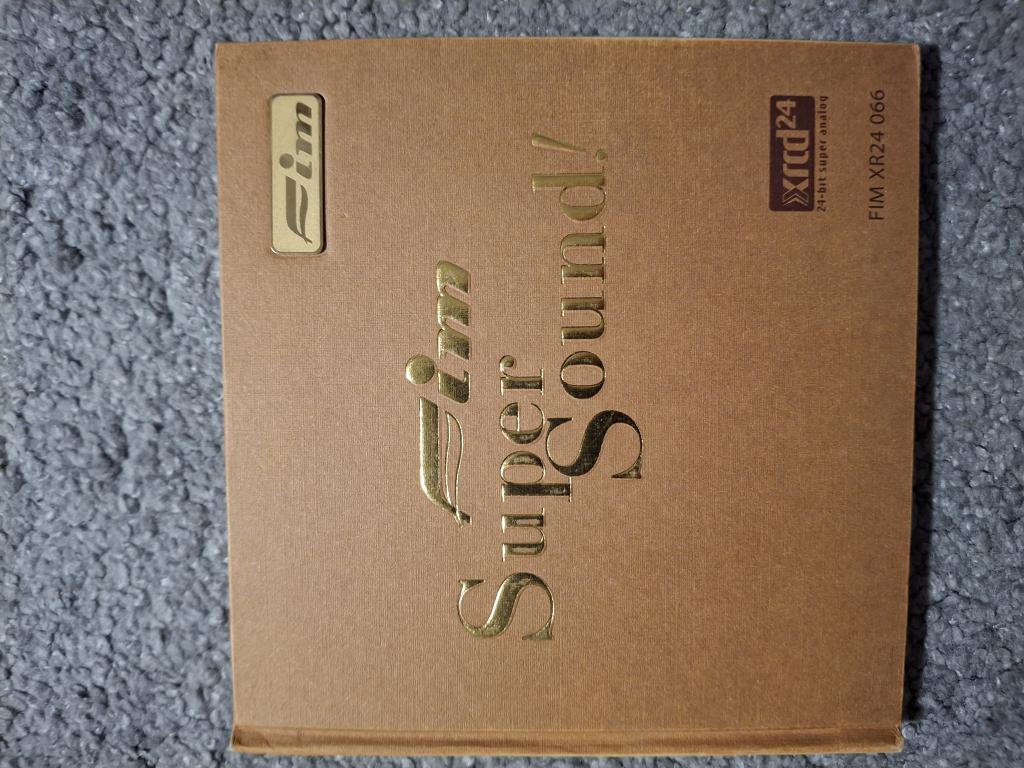 Fim
Fim
Super
Sound!
xrcd24
24-bit super analog
FIM XR24 066